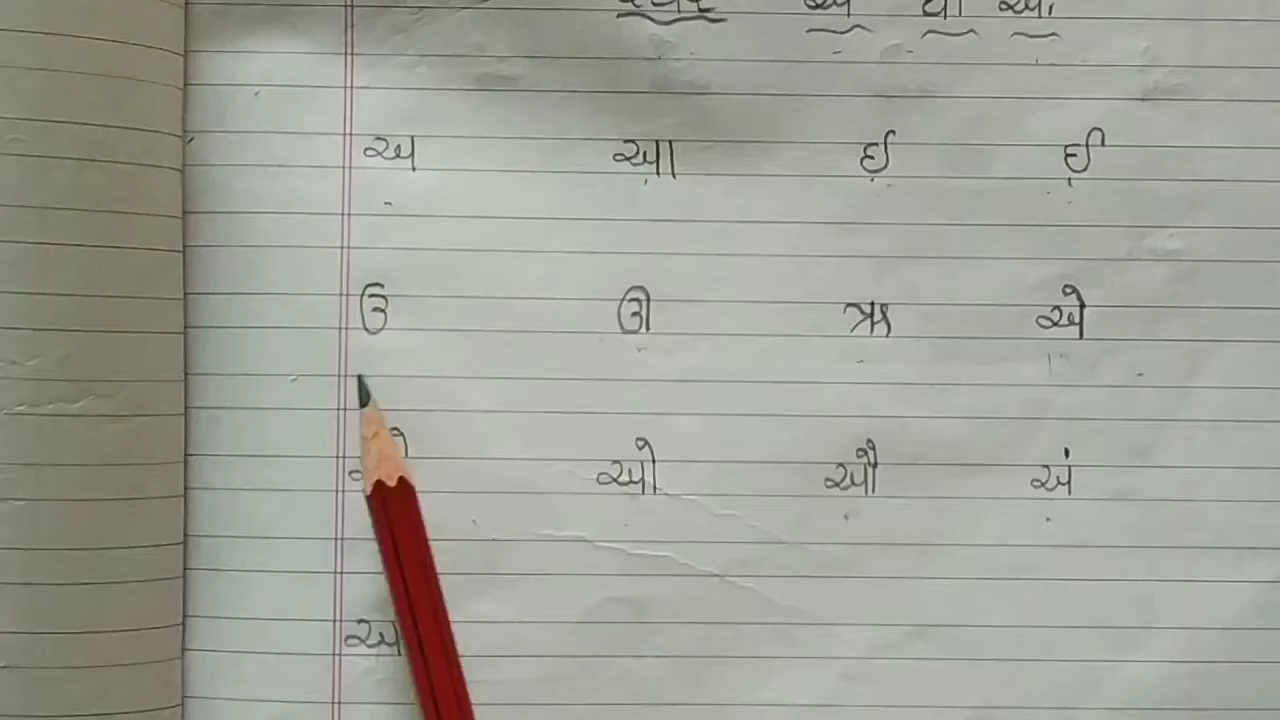 અ આ ઇ ઈ
ઉ ઊ ઋ એ
ઓ ઔ અં